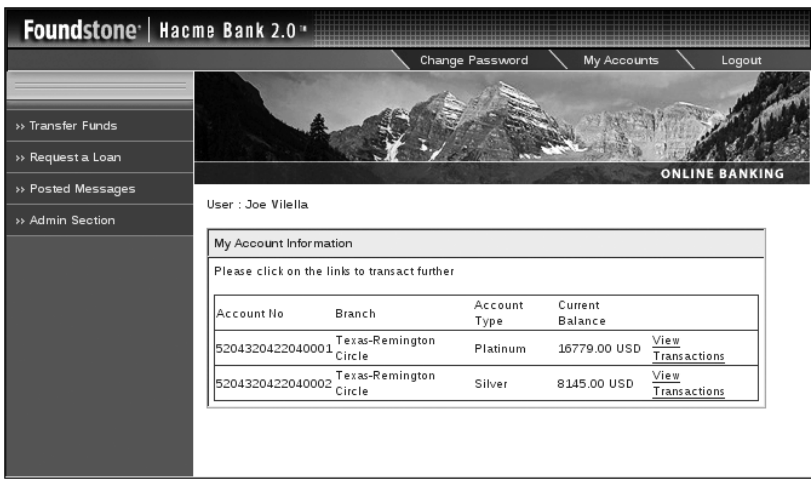 Foundstone | Hacme Bank 2.0™
Change Password My Accounts Logout
>> Transfer Funds
>> Request a Loan
>> Posted Messages
>> Admin Section
ONLINE BANKING
User : Joe Vilella
My Account Information
Please click on the links to transact further
Account No Branch Account Type Current Balance
5204320422040001 Texas-Remington Circle Platinum 16779.00 USD View Transactions
5204320422040002 Texas-Remington Circle Silver 8145.00 USD View Transactions